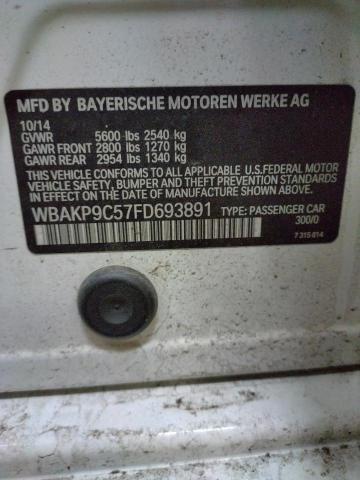 MFD BY BAYERISCHE MOTOREN WERKE AG
10/14
GVWR 5600 lbs 2540 kg
GAWR FRONT 2800 lbs 1270 kg
GAWR REAR 2954 lbs 1340 kg
THIS VEHICLE CONFORMS TO ALL APPLICABLE U.S.FEDERAL MOTOR
VEHICLE SAFETY, BUMPER, AND THEFT PREVENTION STANDARDS
IN EFFECT ON THE DATE OF MANUFACTURE SHOWN ABOVE.
WBAKP9C57FD693891 TYPE: PASSENGER CAR
300/0
7 315 814